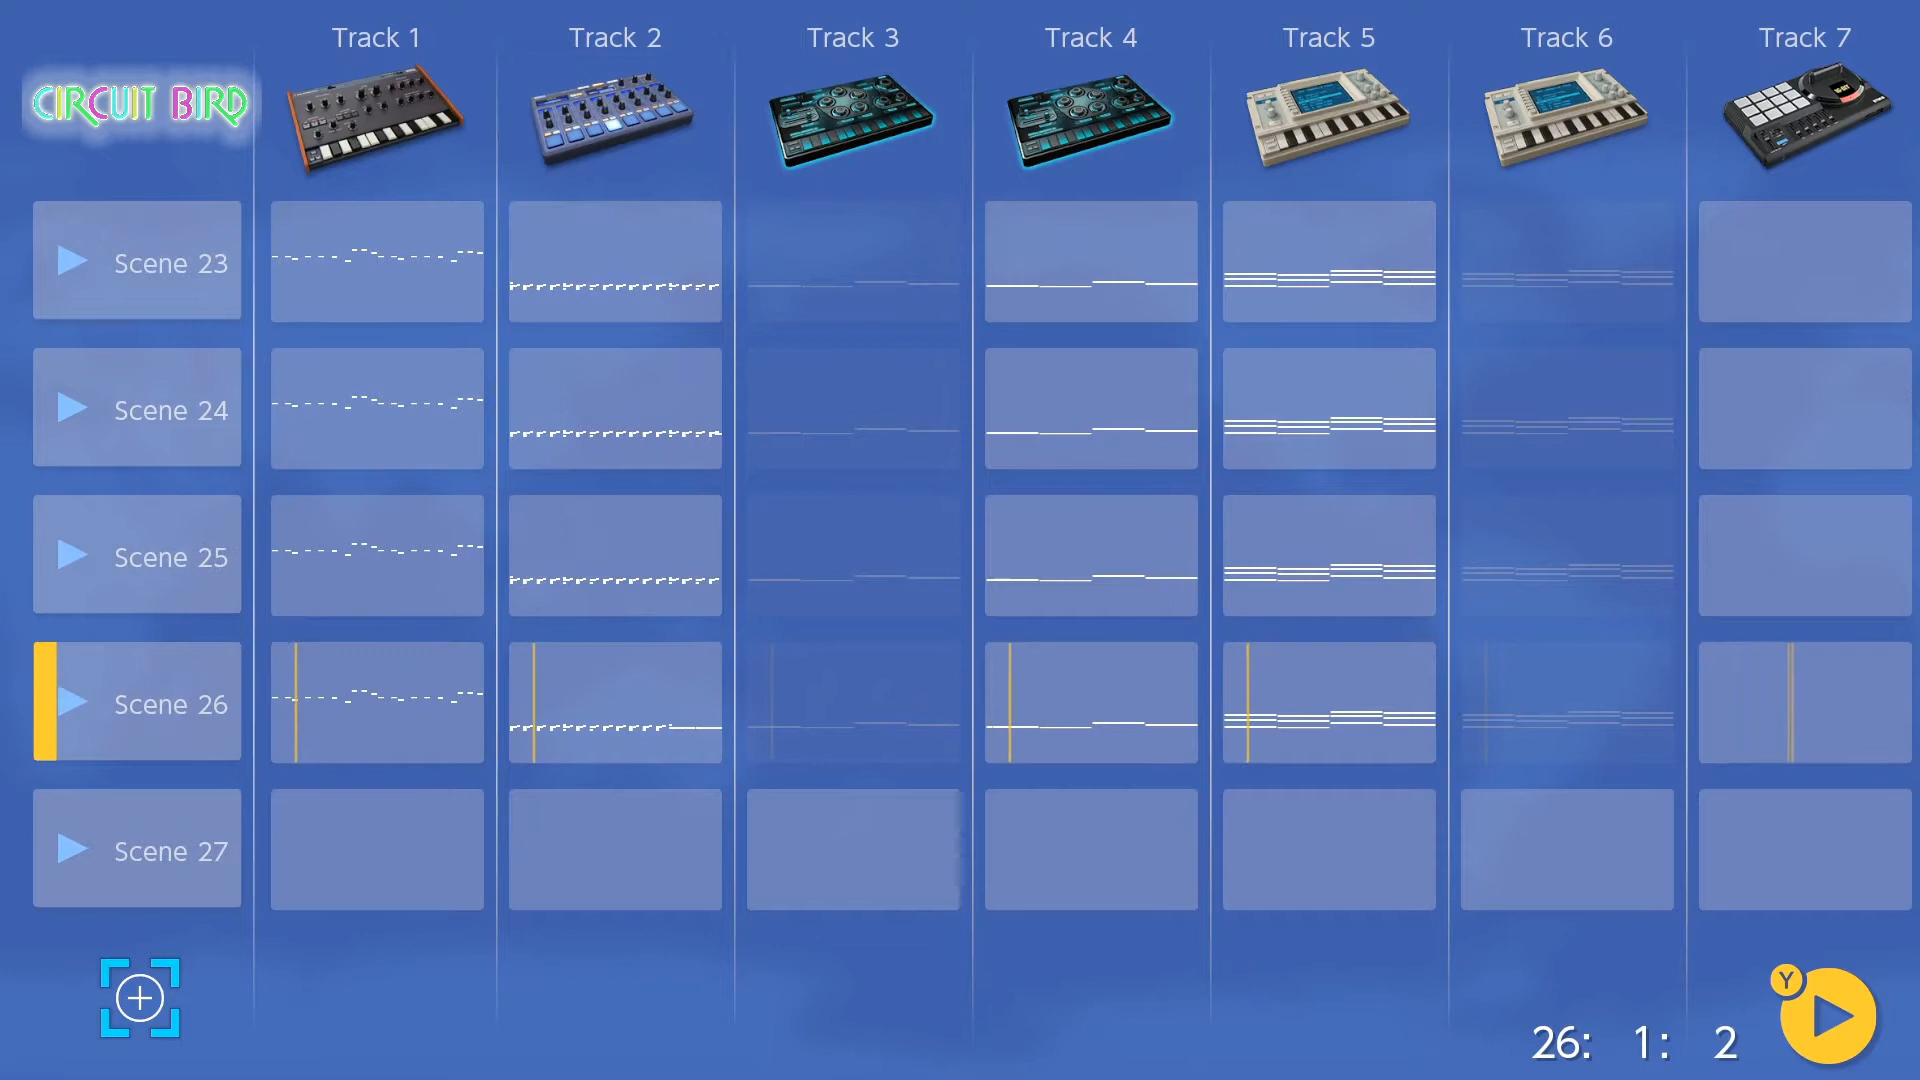 Track 1
Track 2
Track 3
Track 4
Track 5
Track 6
Track 7
CIRCUIT BIRD
Scene 23
Scene 24
Scene 25
Scene 26
Scene 27
Y
26: 1: 2